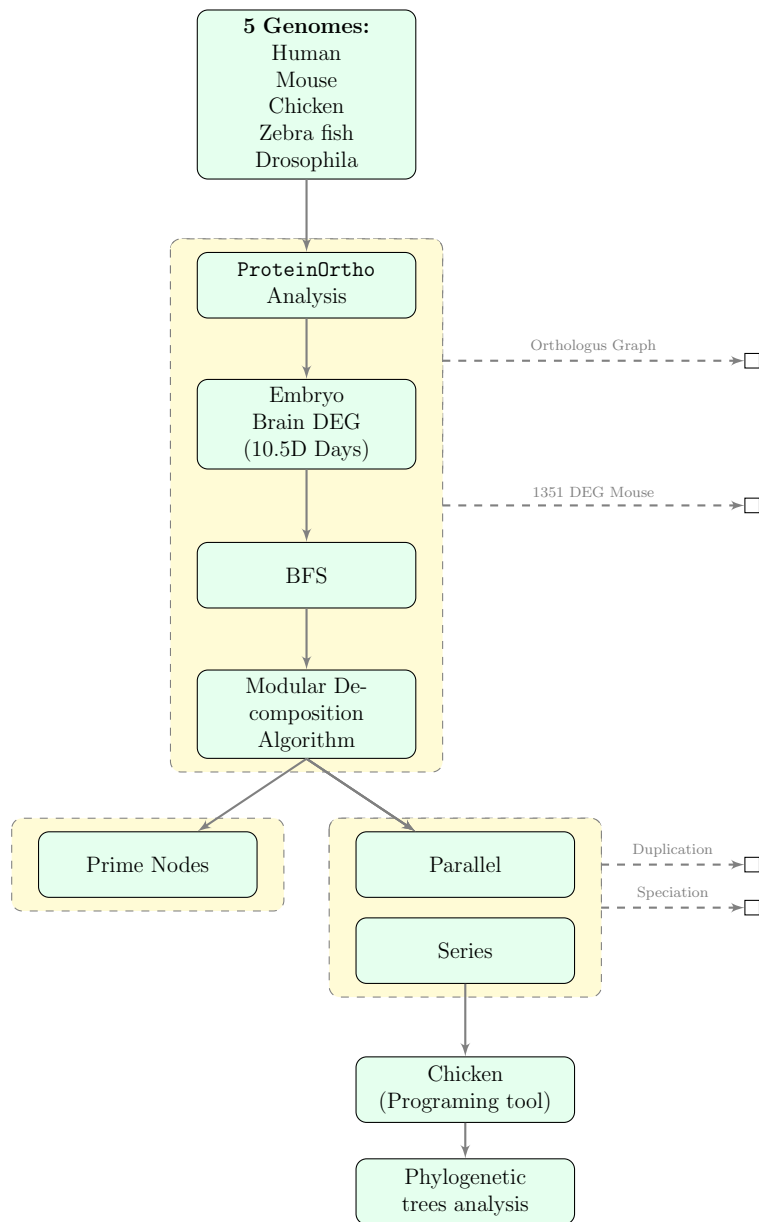 5 Genomes:
Human
Mouse
Chicken
Zebra fish
Drosophila
ProteinOrtho
Analysis
Orthologus Graph
Embryo
Brain DEG
(10.5D Days)
1351 DEG Mouse
BFS
Modular De-
composition
Algorithm
Prime Nodes
Parallel
Duplication
Speciation
Series
Chicken
(Programing tool)
Phylogenetic
trees analysis